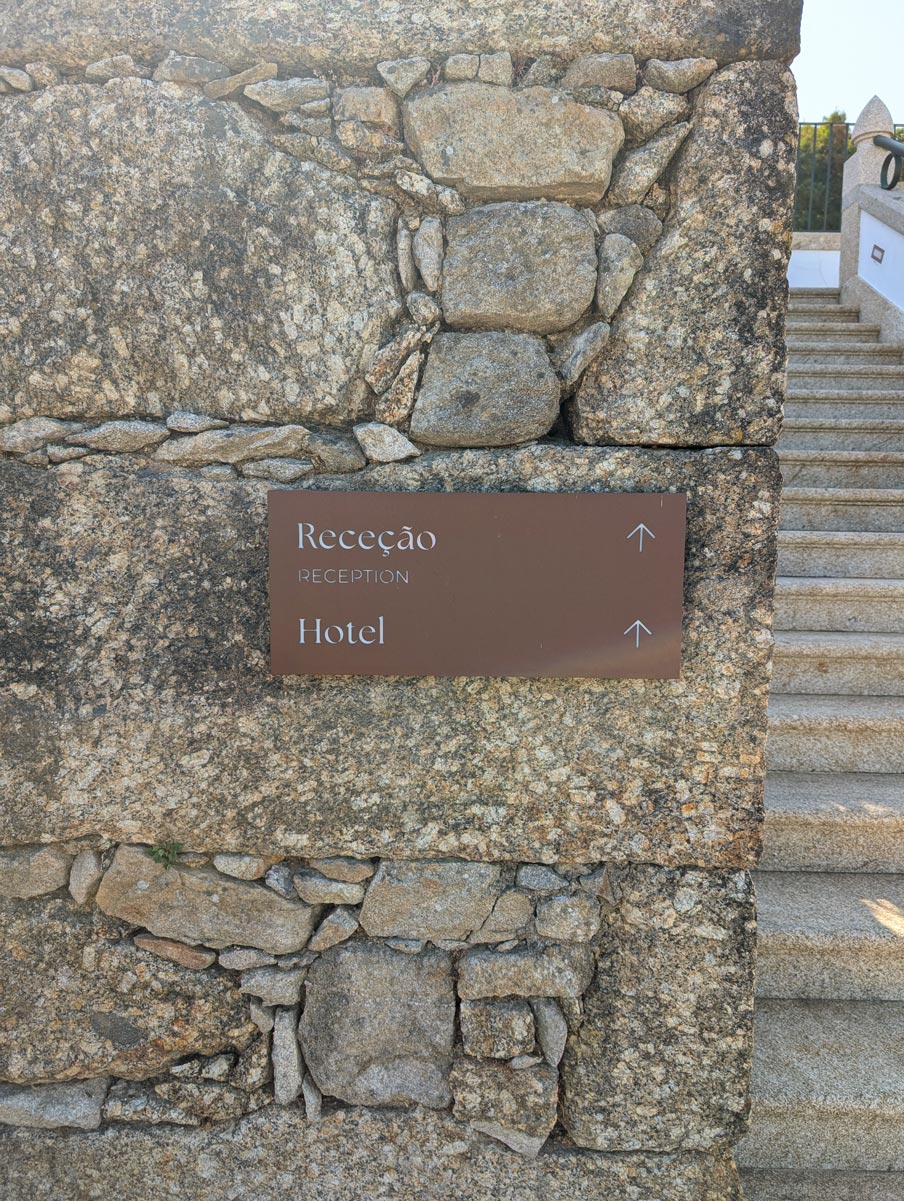 Receção ↑
RECEPTION
Hotel ↑